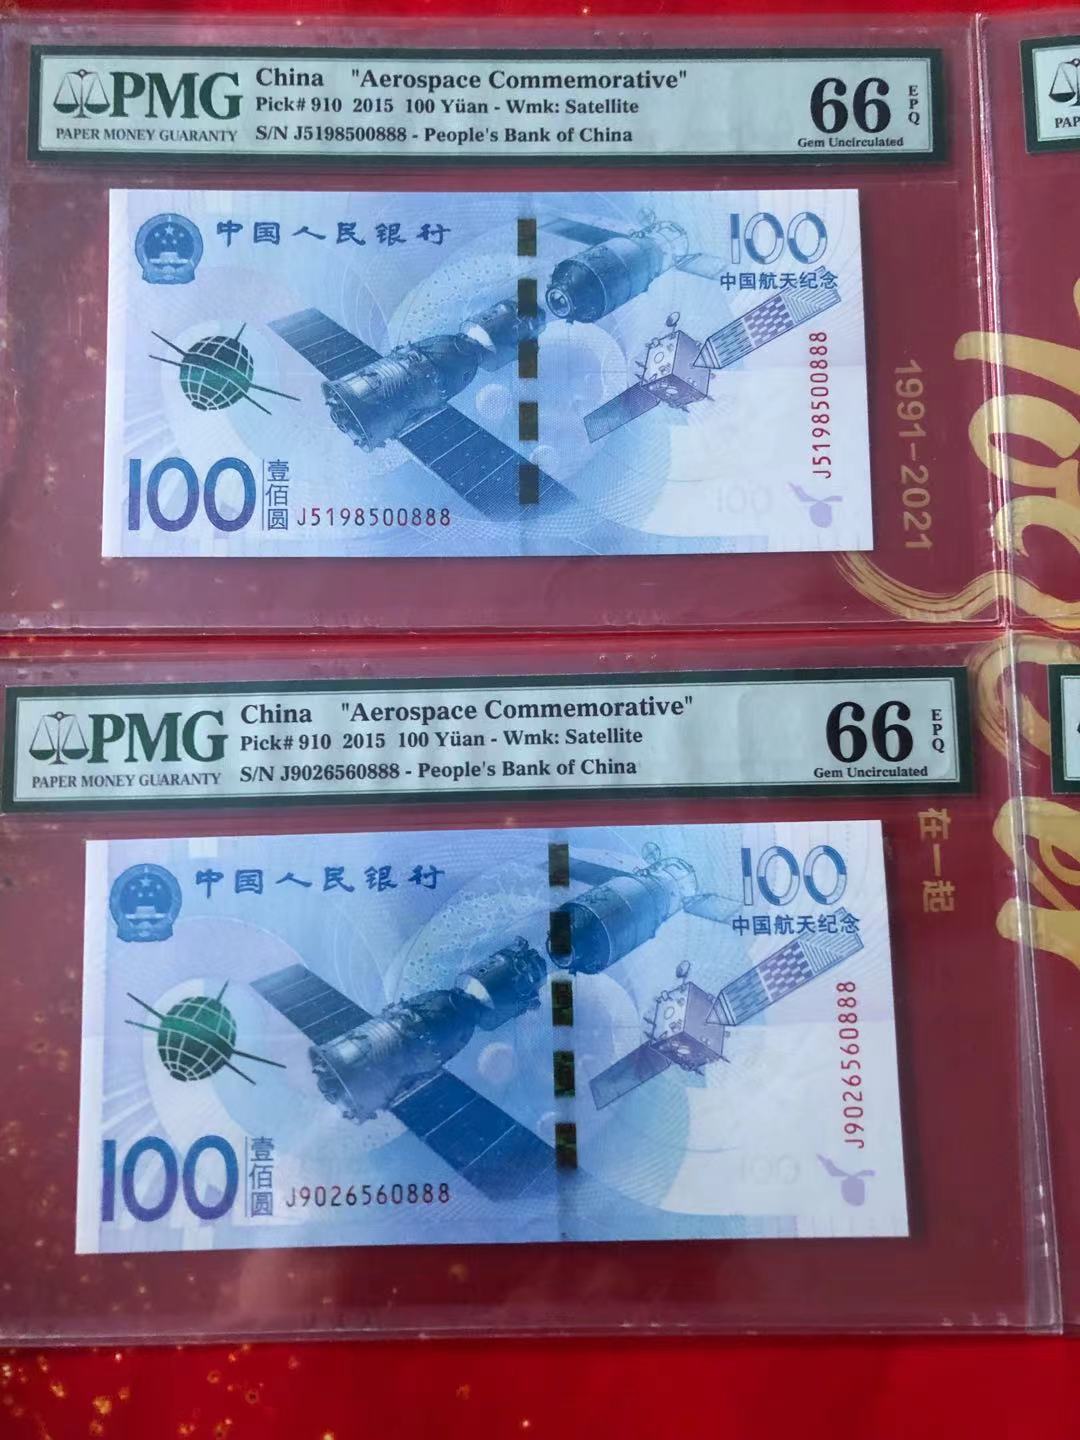 PMG
PAPER MONEY GUARANTY
China "Aerospace Commemorative"
Pick# 910 2015 100 Yüan - Wmk: Satellite
S/N J5198500888 - People's Bank of China
66
EPQ
Gem Uncirculated
中国人民银行
100
中国航天纪念
J5198500888
100
壹佰圆
J5198500888
1991-2021
PMG
PAPER MONEY GUARANTY
China "Aerospace Commemorative"
Pick# 910 2015 100 Yüan - Wmk: Satellite
S/N J9026560888 - People's Bank of China
66
EPQ
Gem Uncirculated
在一起
中国人民银行
100
中国航天纪念
J9026560888
100
壹佰圆
J9026560888